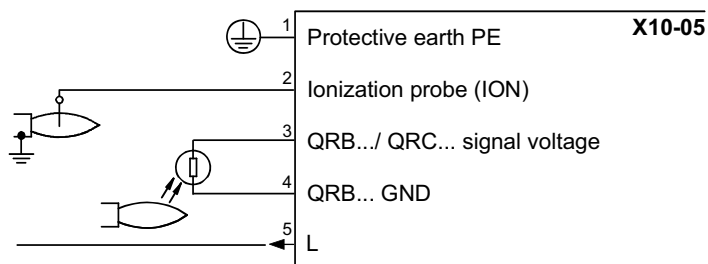 X10-05
1 Protective earth PE
2 Ionization probe (ION)
3 QRB.../ QRC... signal voltage
4 QRB... GND
5 L